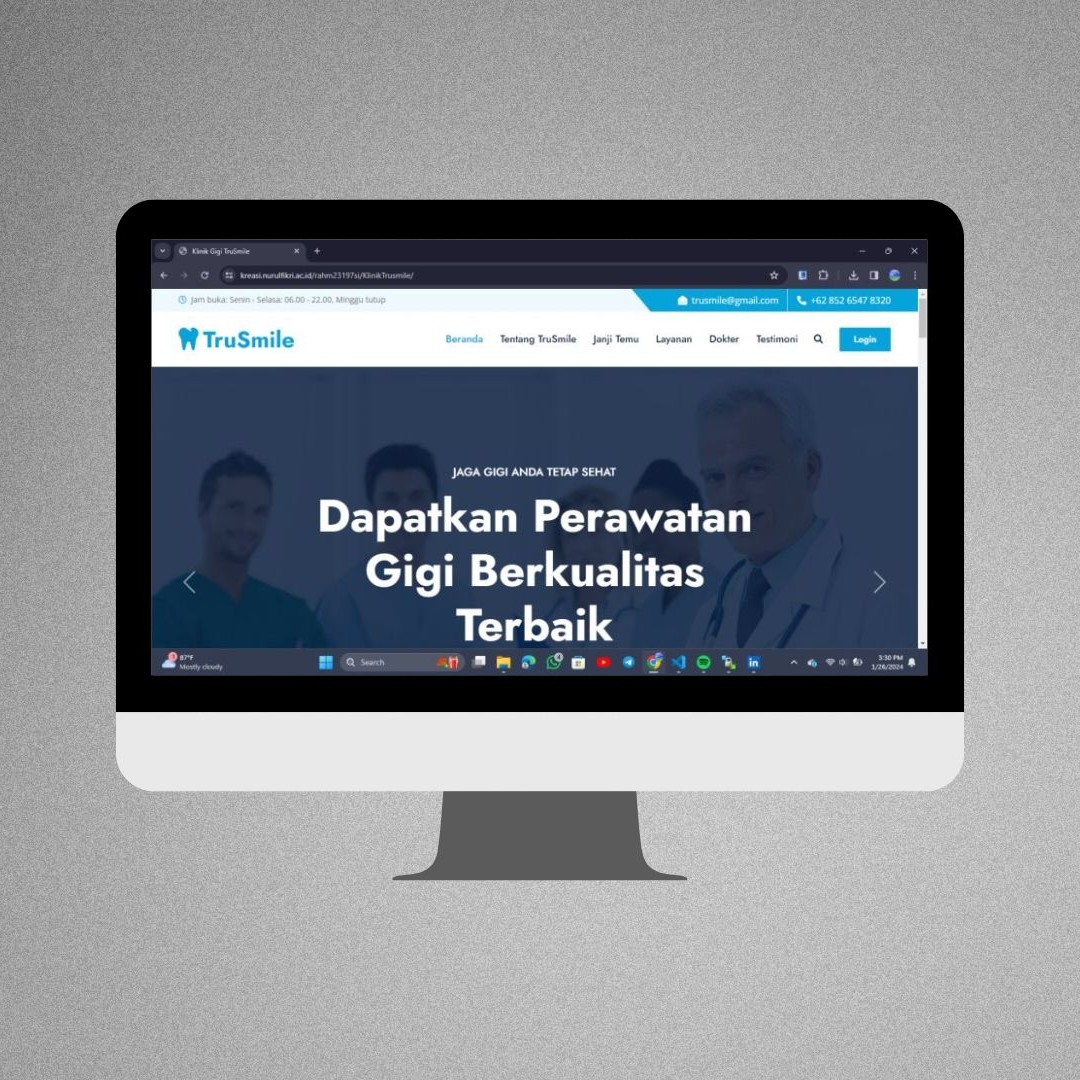 Klinik Gigi TruSmile
kreasi.nurulfikri.ac.id/rahm23197si/KlinikTrusmile/
Jam buka: Senin - Selasa: 06.00 - 22.00, Minggu tutup
trusmile@gmail.com
+62 852 6547 8320
TruSmile
Beranda Tentang TruSmile Janji Temu Layanan Dokter Testimoni Login
JAGA GIGI ANDA TETAP SEHAT
Dapatkan Perawatan
Gigi Berkualitas
Terbaik
87°F
Mostly cloudy
Search
3:30 PM
1/26/2024